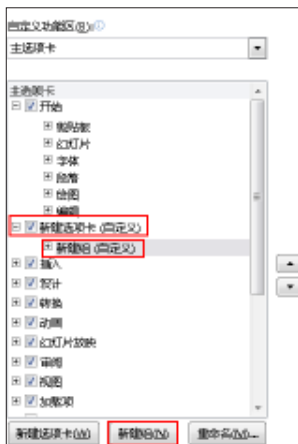 自定义功能区(B):
主选项卡
主选项卡
开始
剪贴板
幻灯片
字体
段落
绘图
编辑
新建选项卡 (自定义)
新建组 (自定义)
插入
设计
转换
动画
幻灯片放映
审阅
视图
加载项
新建选项卡(W) 新建组(N) 重命名(M)...